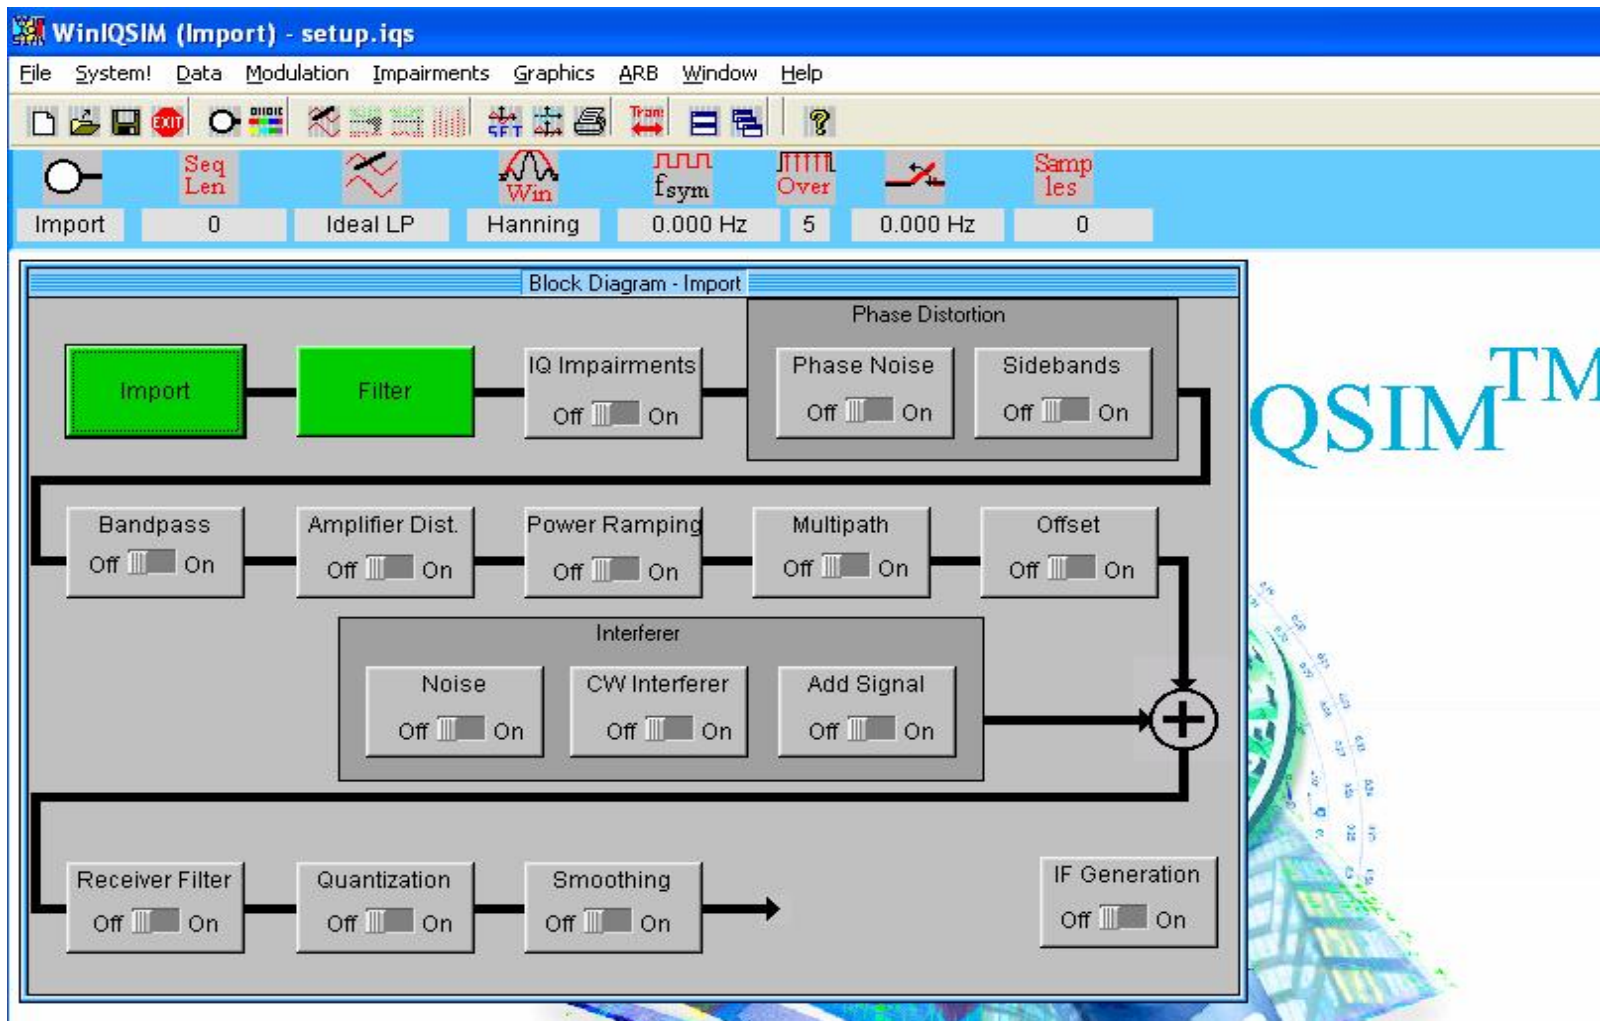 WinIQSIM (Import) - setup.iqs
File System! Data Modulation Impairments Graphics ARB Window Help
EXIT SET Tran ?
Seq Len Win fsym Over Samp les
Import 0 Ideal LP Hanning 0.000 Hz 5 0.000 Hz 0
Block Diagram - Import
Phase Distortion
Import Filter IQ Impairments Phase Noise Sidebands
Off On Off On Off On
QSIM™
Bandpass Amplifier Dist. Power Ramping Multipath Offset
Off On Off On Off On Off On Off On
Interferer
Noise CW Interferer Add Signal
Off On Off On Off On
Receiver Filter Quantization Smoothing IF Generation
Off On Off On Off On Off On